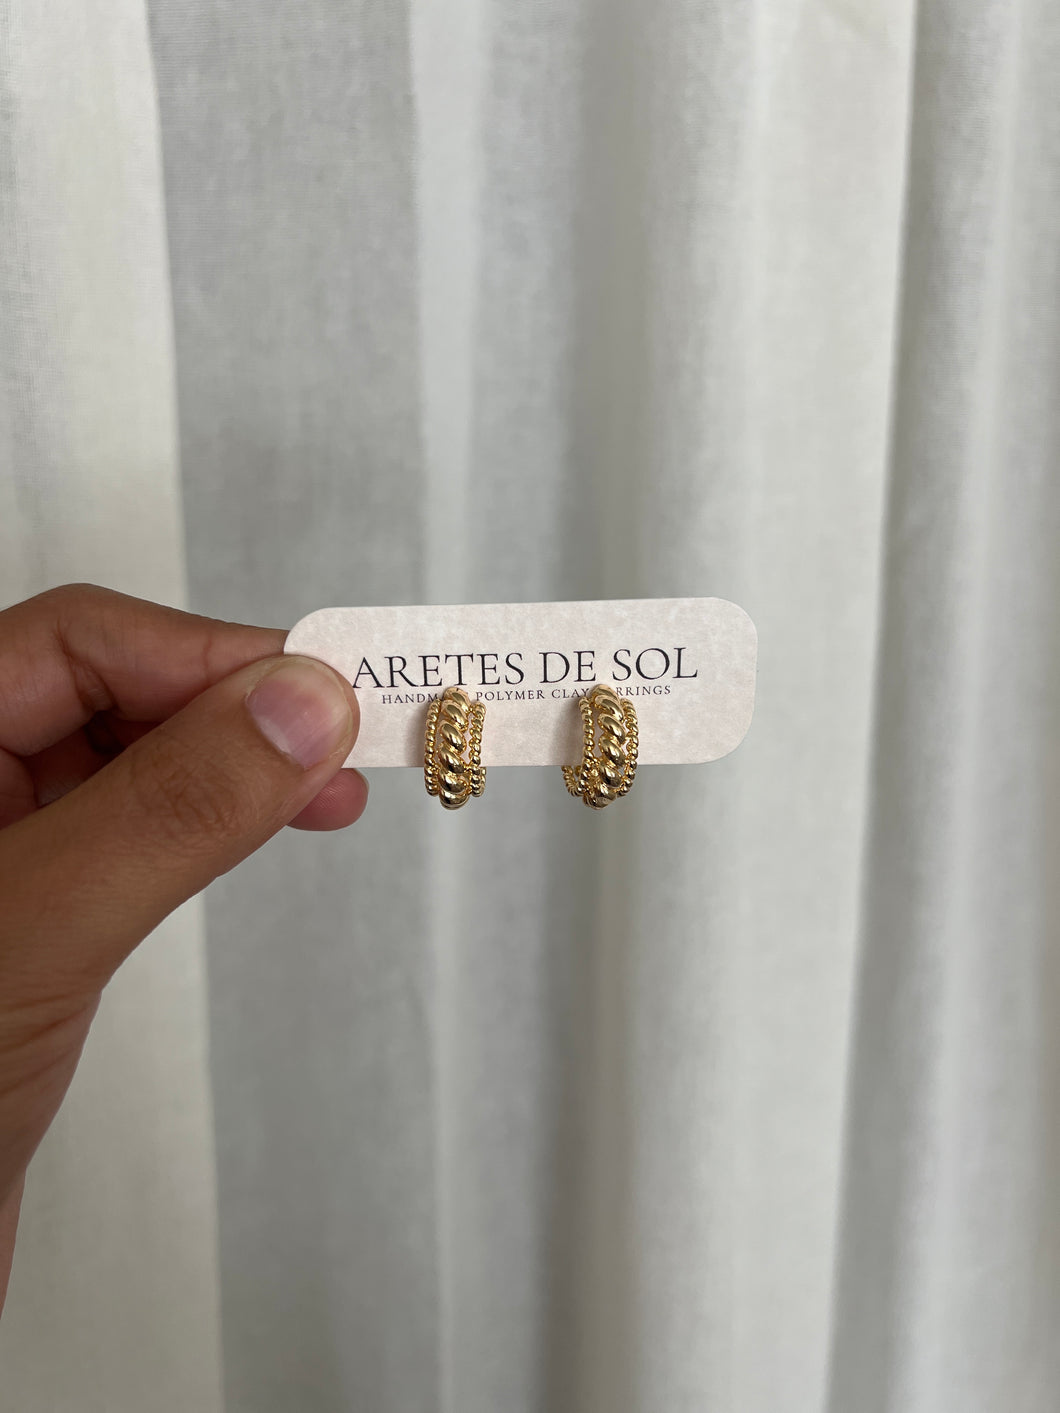 ARETES DE SOL
POLYMER CLAY